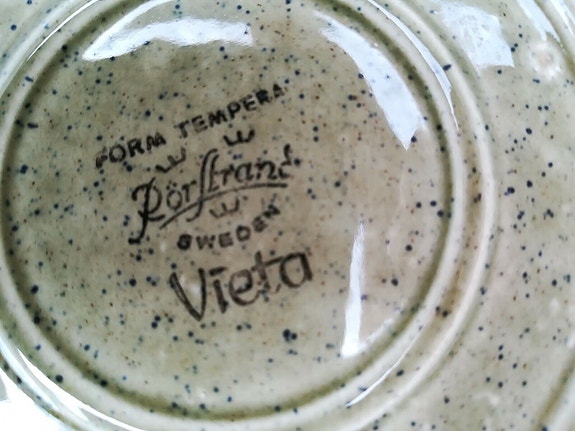 FORM TEMPERA
Rörstrand
SWEDEN
Vieta